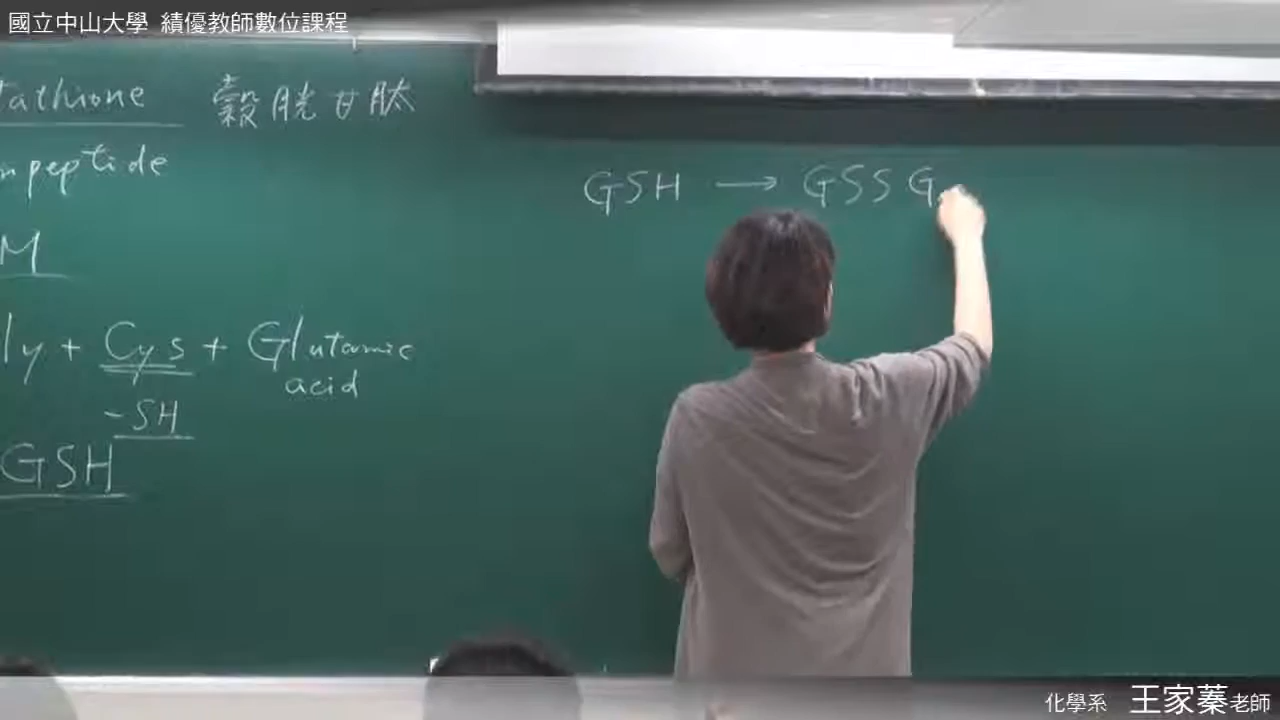 國立中山大學 績優教師數位課程
tathione 穀胱甘肽
npeptide
M
ly + Cys + Glutamic
acid
-SH
GSH
GSH → GSSG
化學系 王家蓁老師